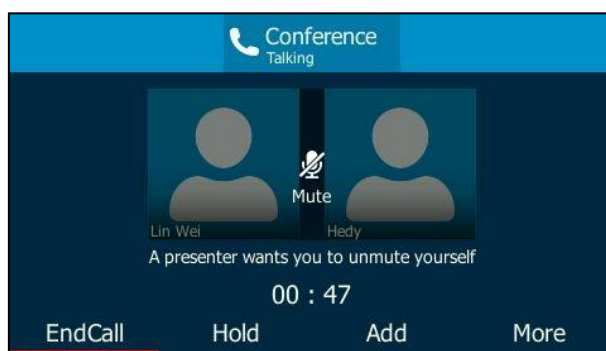 Conference
Talking
Mute
Lin Wei
Hedy
A presenter wants you to unmute yourself
00 : 47
EndCall
Hold
Add
More